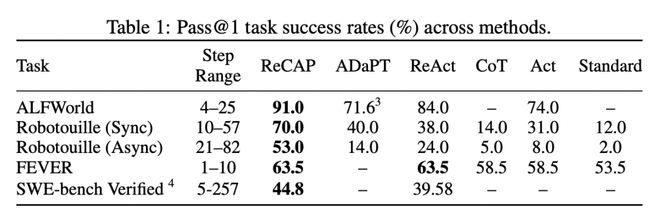 Table 1: Pass@1 task success rates (%) across methods.
Task Step Range ReCAP ADaPT ReAct CoT Act Standard
ALFWorld 4–25 91.0 71.6³ 84.0 – 74.0 –
Robotouille (Sync) 10–57 70.0 40.0 38.0 14.0 31.0 12.0
Robotouille (Async) 21–82 53.0 14.0 24.0 5.0 8.0 2.0
FEVER 1–10 63.5 – 63.5 58.5 58.5 53.5
SWE-bench Verified ⁴ 5-257 44.8 – 39.58 – – –